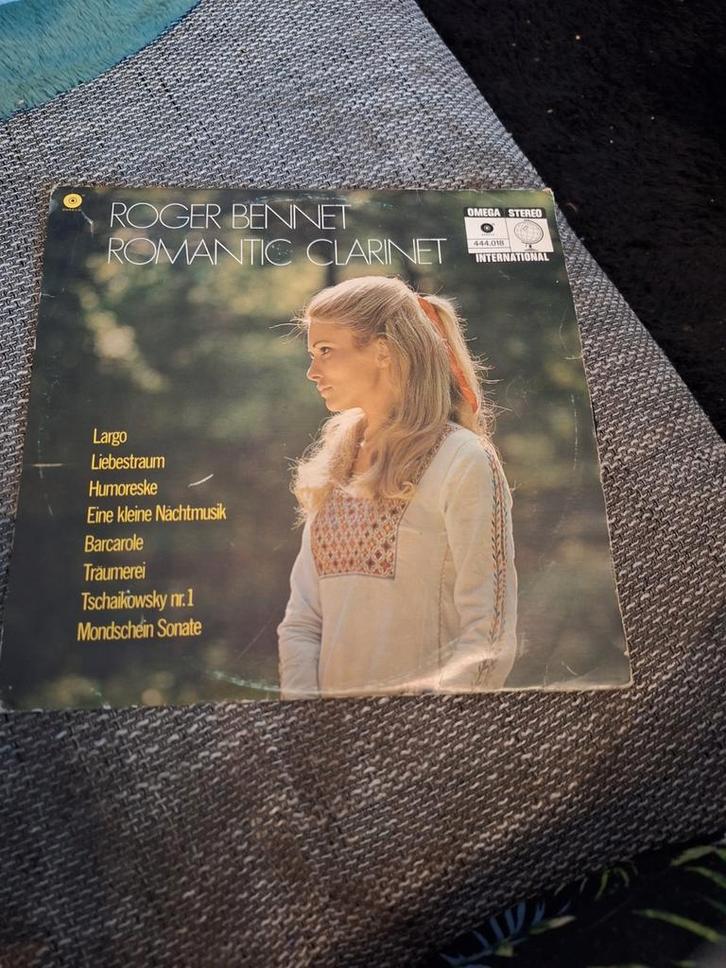 ROGER BENNET
ROMANTIC CLARINET
OMEGA STEREO
444.018
INTERNATIONAL
Largo
Liebestraum
Humoreske
Eine kleine Nachtmusik
Barcarole
Träumerei
Tschaikowsky nr.1
Mondschein Sonate